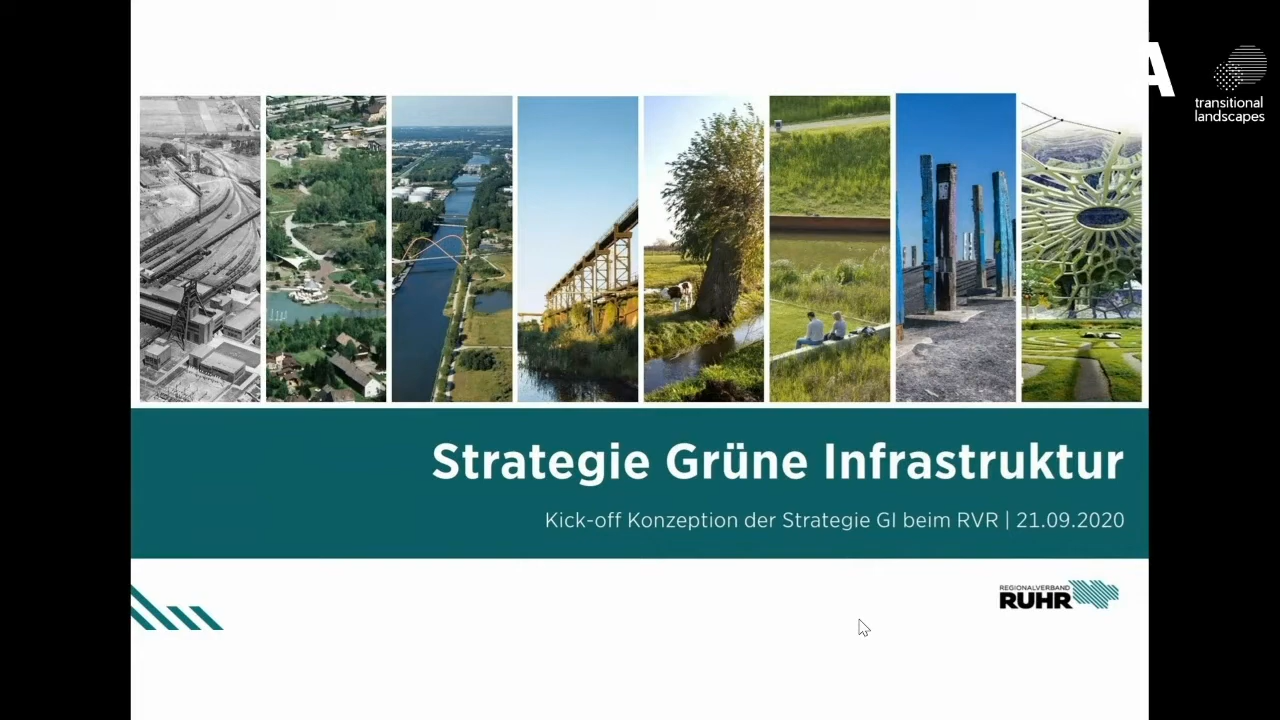 A
transitional
landscapes
Strategie Grüne Infrastruktur
Kick-off Konzeption der Strategie GI beim RVR | 21.09.2020
REGIONALVERBAND
RUHR